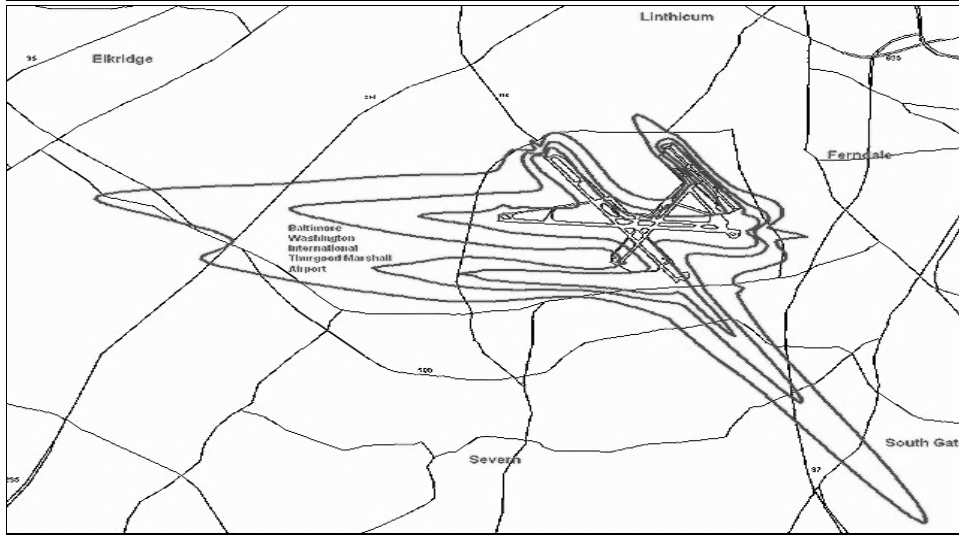 Linthicum
95
Elkridge
Ferndale
Baltimore
Washington
International
Thurgood Marshall
Airport
100
South Gat
Severn
97